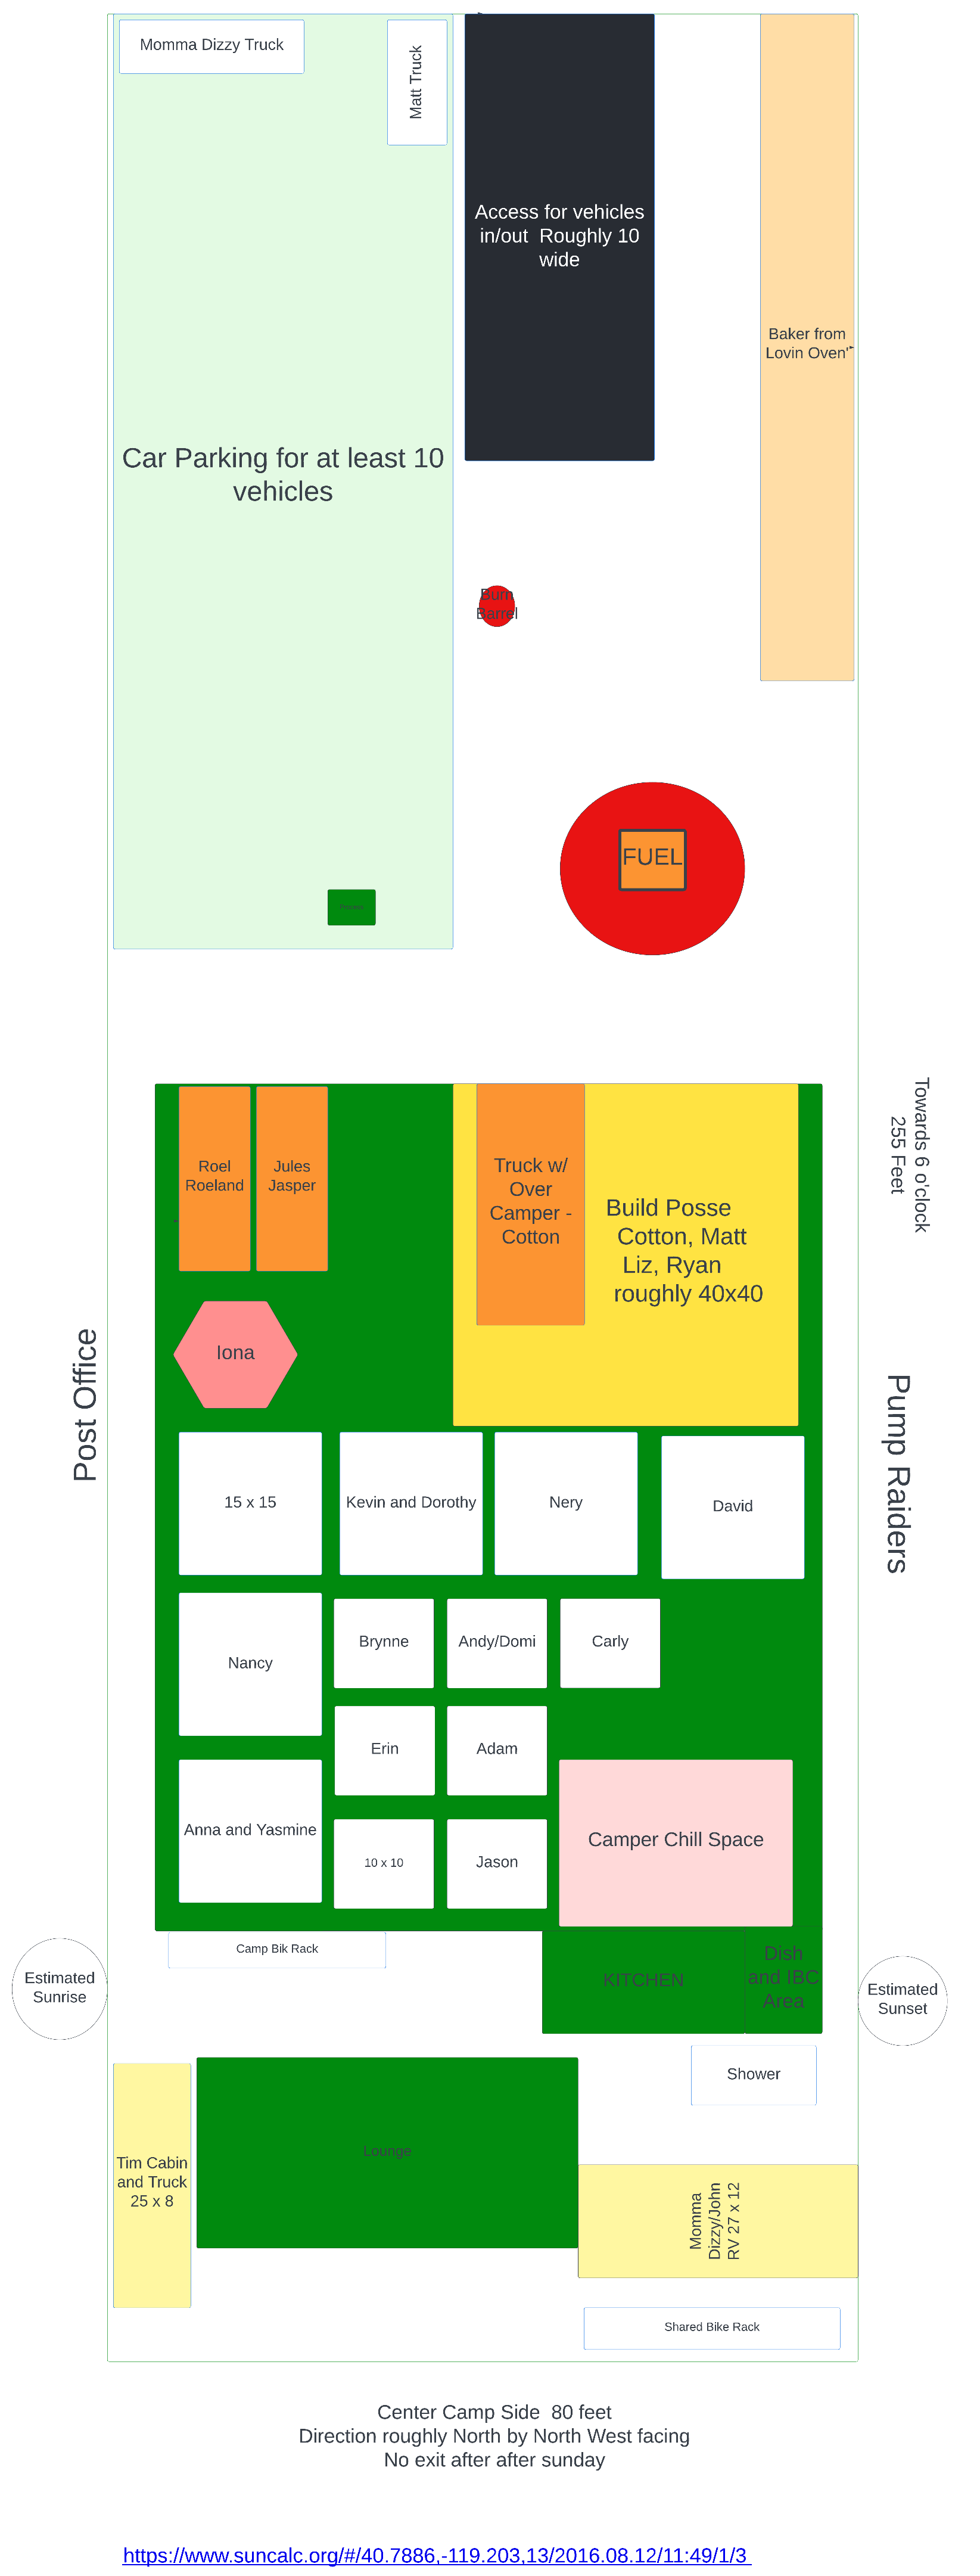 Momma Dizzy Truck
Matt Truck
Access for vehicles
in/out  Roughly 10
wide
Baker from
Lovin Oven'
Car Parking for at least 10
vehicles
Burn
Barrel
FUEL
Towards 6 o'clock
255 Feet
Roel
Roeland
Jules
Jasper
Truck w/
Over
Camper -
Cotton
Build Posse
Cotton, Matt
Liz, Ryan
roughly 40x40
Iona
Post Office
Pump Raiders
15 x 15
Kevin and Dorothy
Nery
David
Nancy
Brynne
Andy/Domi
Carly
Erin
Adam
Anna and Yasmine
10 x 10
Jason
Camper Chill Space
Camp Bik Rack
KITCHEN
Dish
and IBC
Area
Estimated
Sunrise
Estimated
Sunset
Shower
Tim Cabin
and Truck
25 x 8
Lounge
Momma
Dizzy/John
RV 27 x 12
Shared Bike Rack
Center Camp Side  80 feet
Direction roughly North by North West facing
No exit after after sunday
https://www.suncalc.org/#/40.7886,-119.203,13/2016.08.12/11:49/1/3